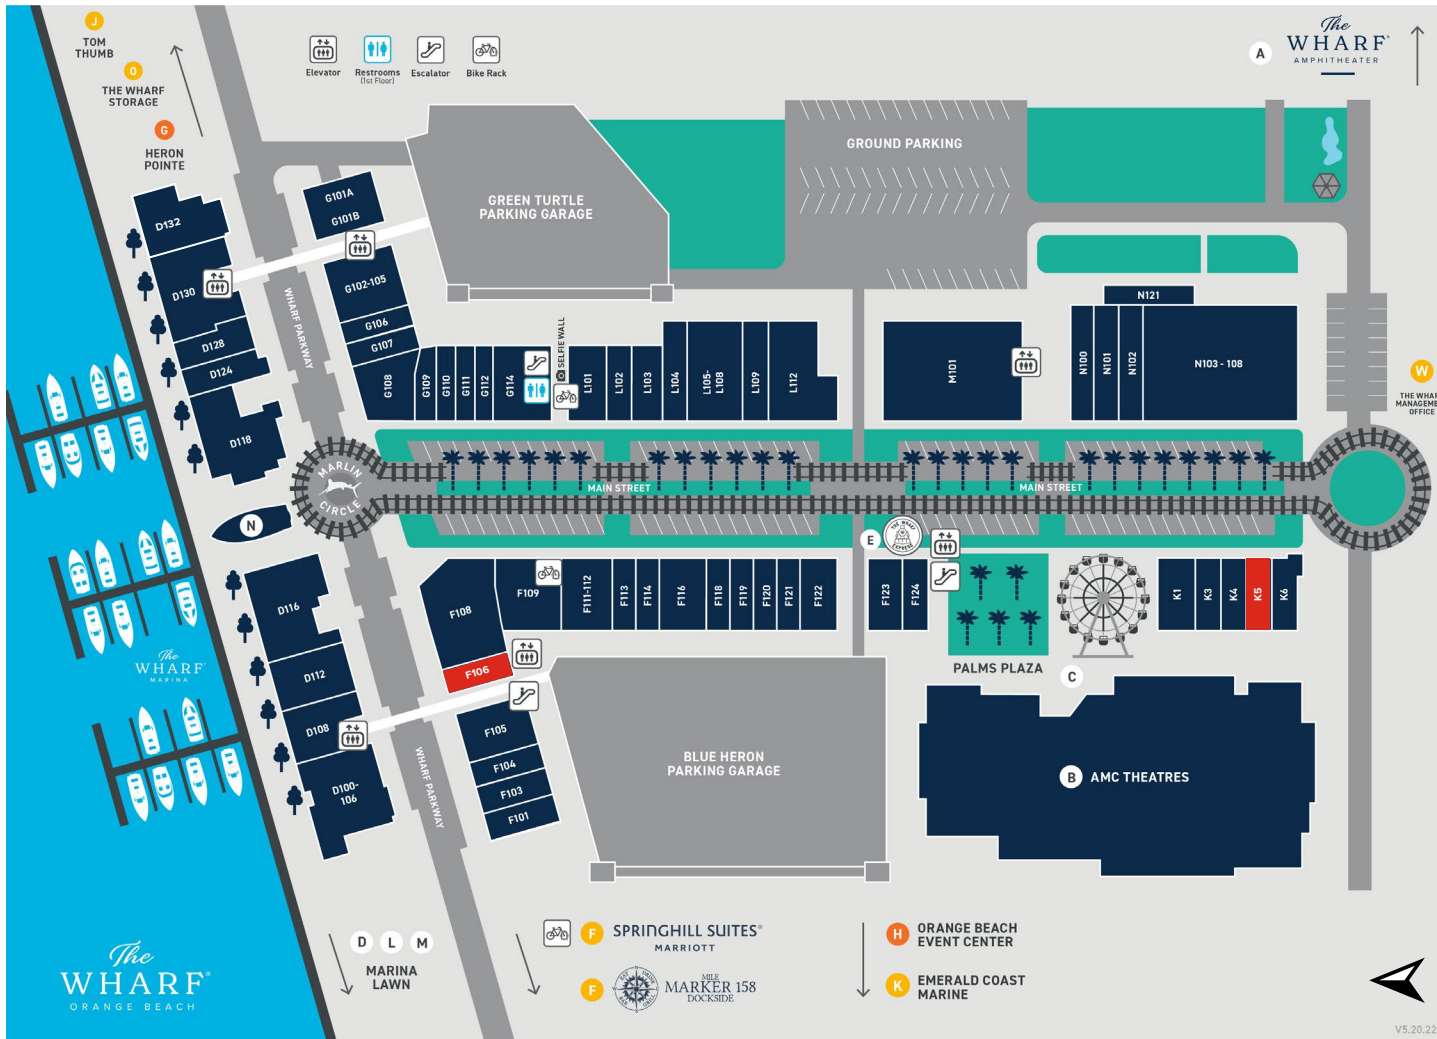 J
TOM
THUMB
O
THE WHARF
STORAGE
G
HERON
POINTE
Elevator
Restrooms
(1st Floor)
Escalator
Bike Rack
A
The
WHARF®
AMPHITHEATER
GROUND PARKING
GREEN TURTLE
PARKING GARAGE
G101A
G101B
D132
D130
D128
D124
D118
WHARF PARKWAY
G102-105
G106
G107
G108
G109
G110
G111
G112
G114
SELFIE WALL
L101
L102
L103
L104
L105-
L108
L109
L112
M101
N121
N100
N101
N102
N103 - 108
W
THE WHAR
MANAGEME
OFFICE
MARLIN
CIRCLE
MAIN STREET
MAIN STREET
N
E
THE WHARF
EXPRESS
D116
D112
D108
D100-
106
F108
F109
F111-112
F113
F114
F116
F118
F119
F120
F121
F122
F123
F124
K1
K3
K4
K5
K6
F106
F105
F104
F103
F101
WHARF PARKWAY
The
WHARF®
MARINA
PALMS PLAZA
C
BLUE HERON
PARKING GARAGE
B
AMC THEATRES
The
WHARF®
ORANGE BEACH
D
L
M
MARINA
LAWN
F
SPRINGHILL SUITES®
MARRIOTT
F
MILE
MARKER 158
DOCKSIDE
H
ORANGE BEACH
EVENT CENTER
K
EMERALD COAST
MARINE
V5.20.22